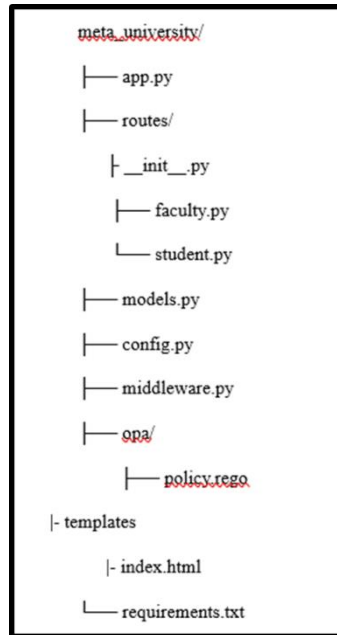 meta_university/
├── app.py
├── routes/
├ __init__.py
├── faculty.py
└── student.py
├── models.py
├── config.py
├── middleware.py
├── opa/
├── policy.rego
|- templates
|- index.html
└── requirements.txt